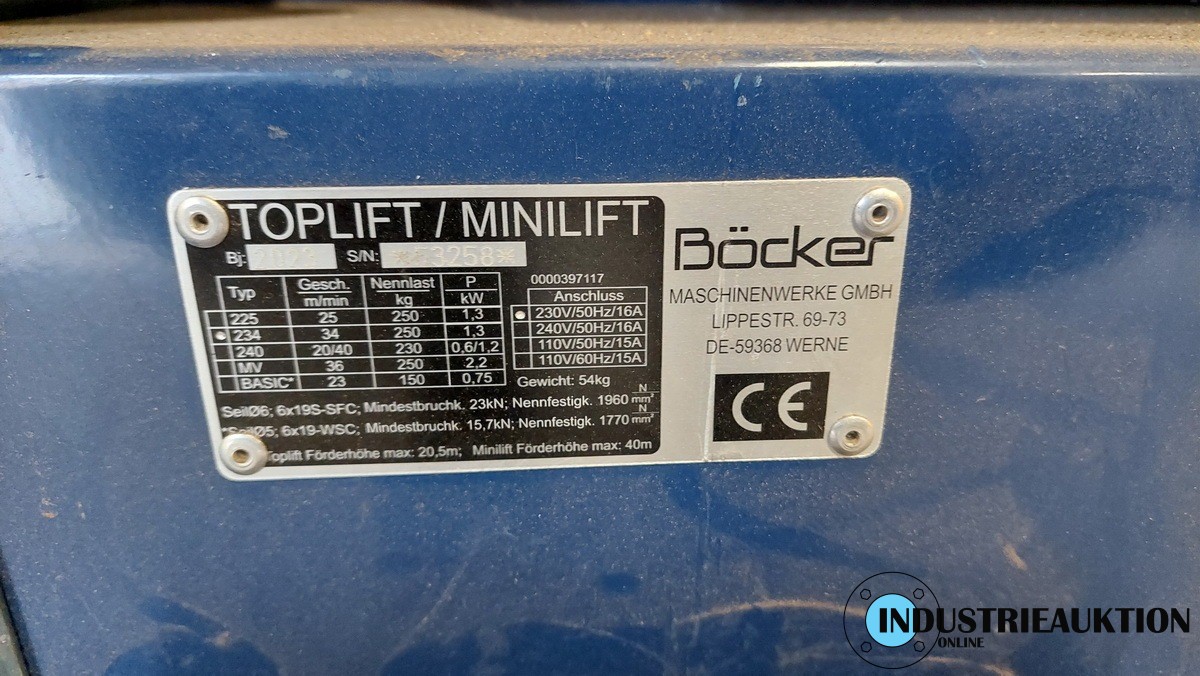 TOPLIFT / MINILIFT
Bj: S/N: *3258*
0000397117
Typ Gesch. m/min Nennlast kg P kW
225 25 250 1,3
234 34 250 1,3
240 20/40 230 0,6/1,2
MV 36 250 2,2
BASIC* 23 150 0,75
Anschluss
230V/50Hz/16A
240V/50Hz/16A
110V/50Hz/15A
110V/60Hz/15A
Gewicht: 54kg
SeilØ6; 6x19S-SFC; Mindestbruchk. 23kN; Nennfestigk. 1960 N/mm²
*SeilØ5; 6x19-WSC; Mindestbruchk. 15,7kN; Nennfestigk. 1770 N/mm²
Toplift Förderhöhe max: 20,5m; Minilift Förderhöhe max: 40m
Böcker
MASCHINENWERKE GMBH
LIPPESTR. 69-73
DE-59368 WERNE
CE
INDUSTRIEAUKTION
ONLINE